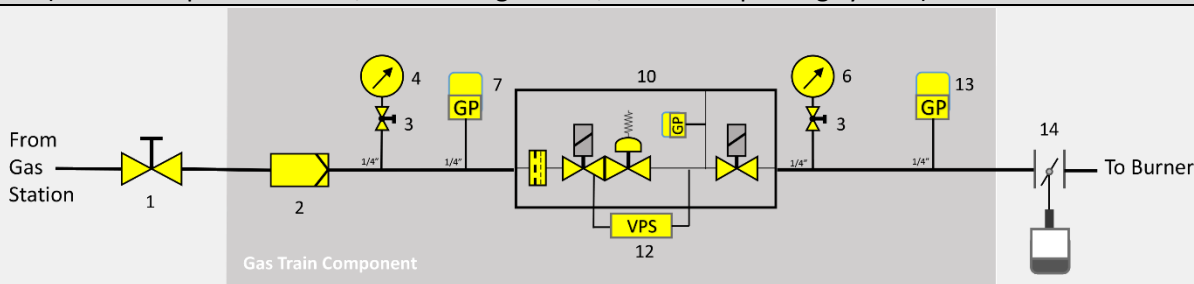 4
7
10
6
13
GP
GP
3
GP
3
14
From
Gas
Station
1/4"
1/4"
1/4"
1/4"
To Burner
1
2
VPS
12
Gas Train Component